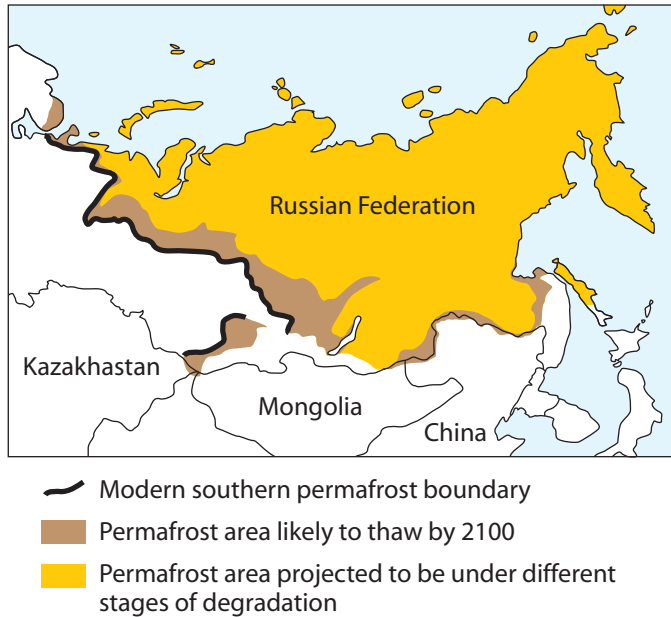 Russian Federation
Kazakhastan
Mongolia
China
Modern southern permafrost boundary
Permafrost area likely to thaw by 2100
Permafrost area projected to be under different
stages of degradation